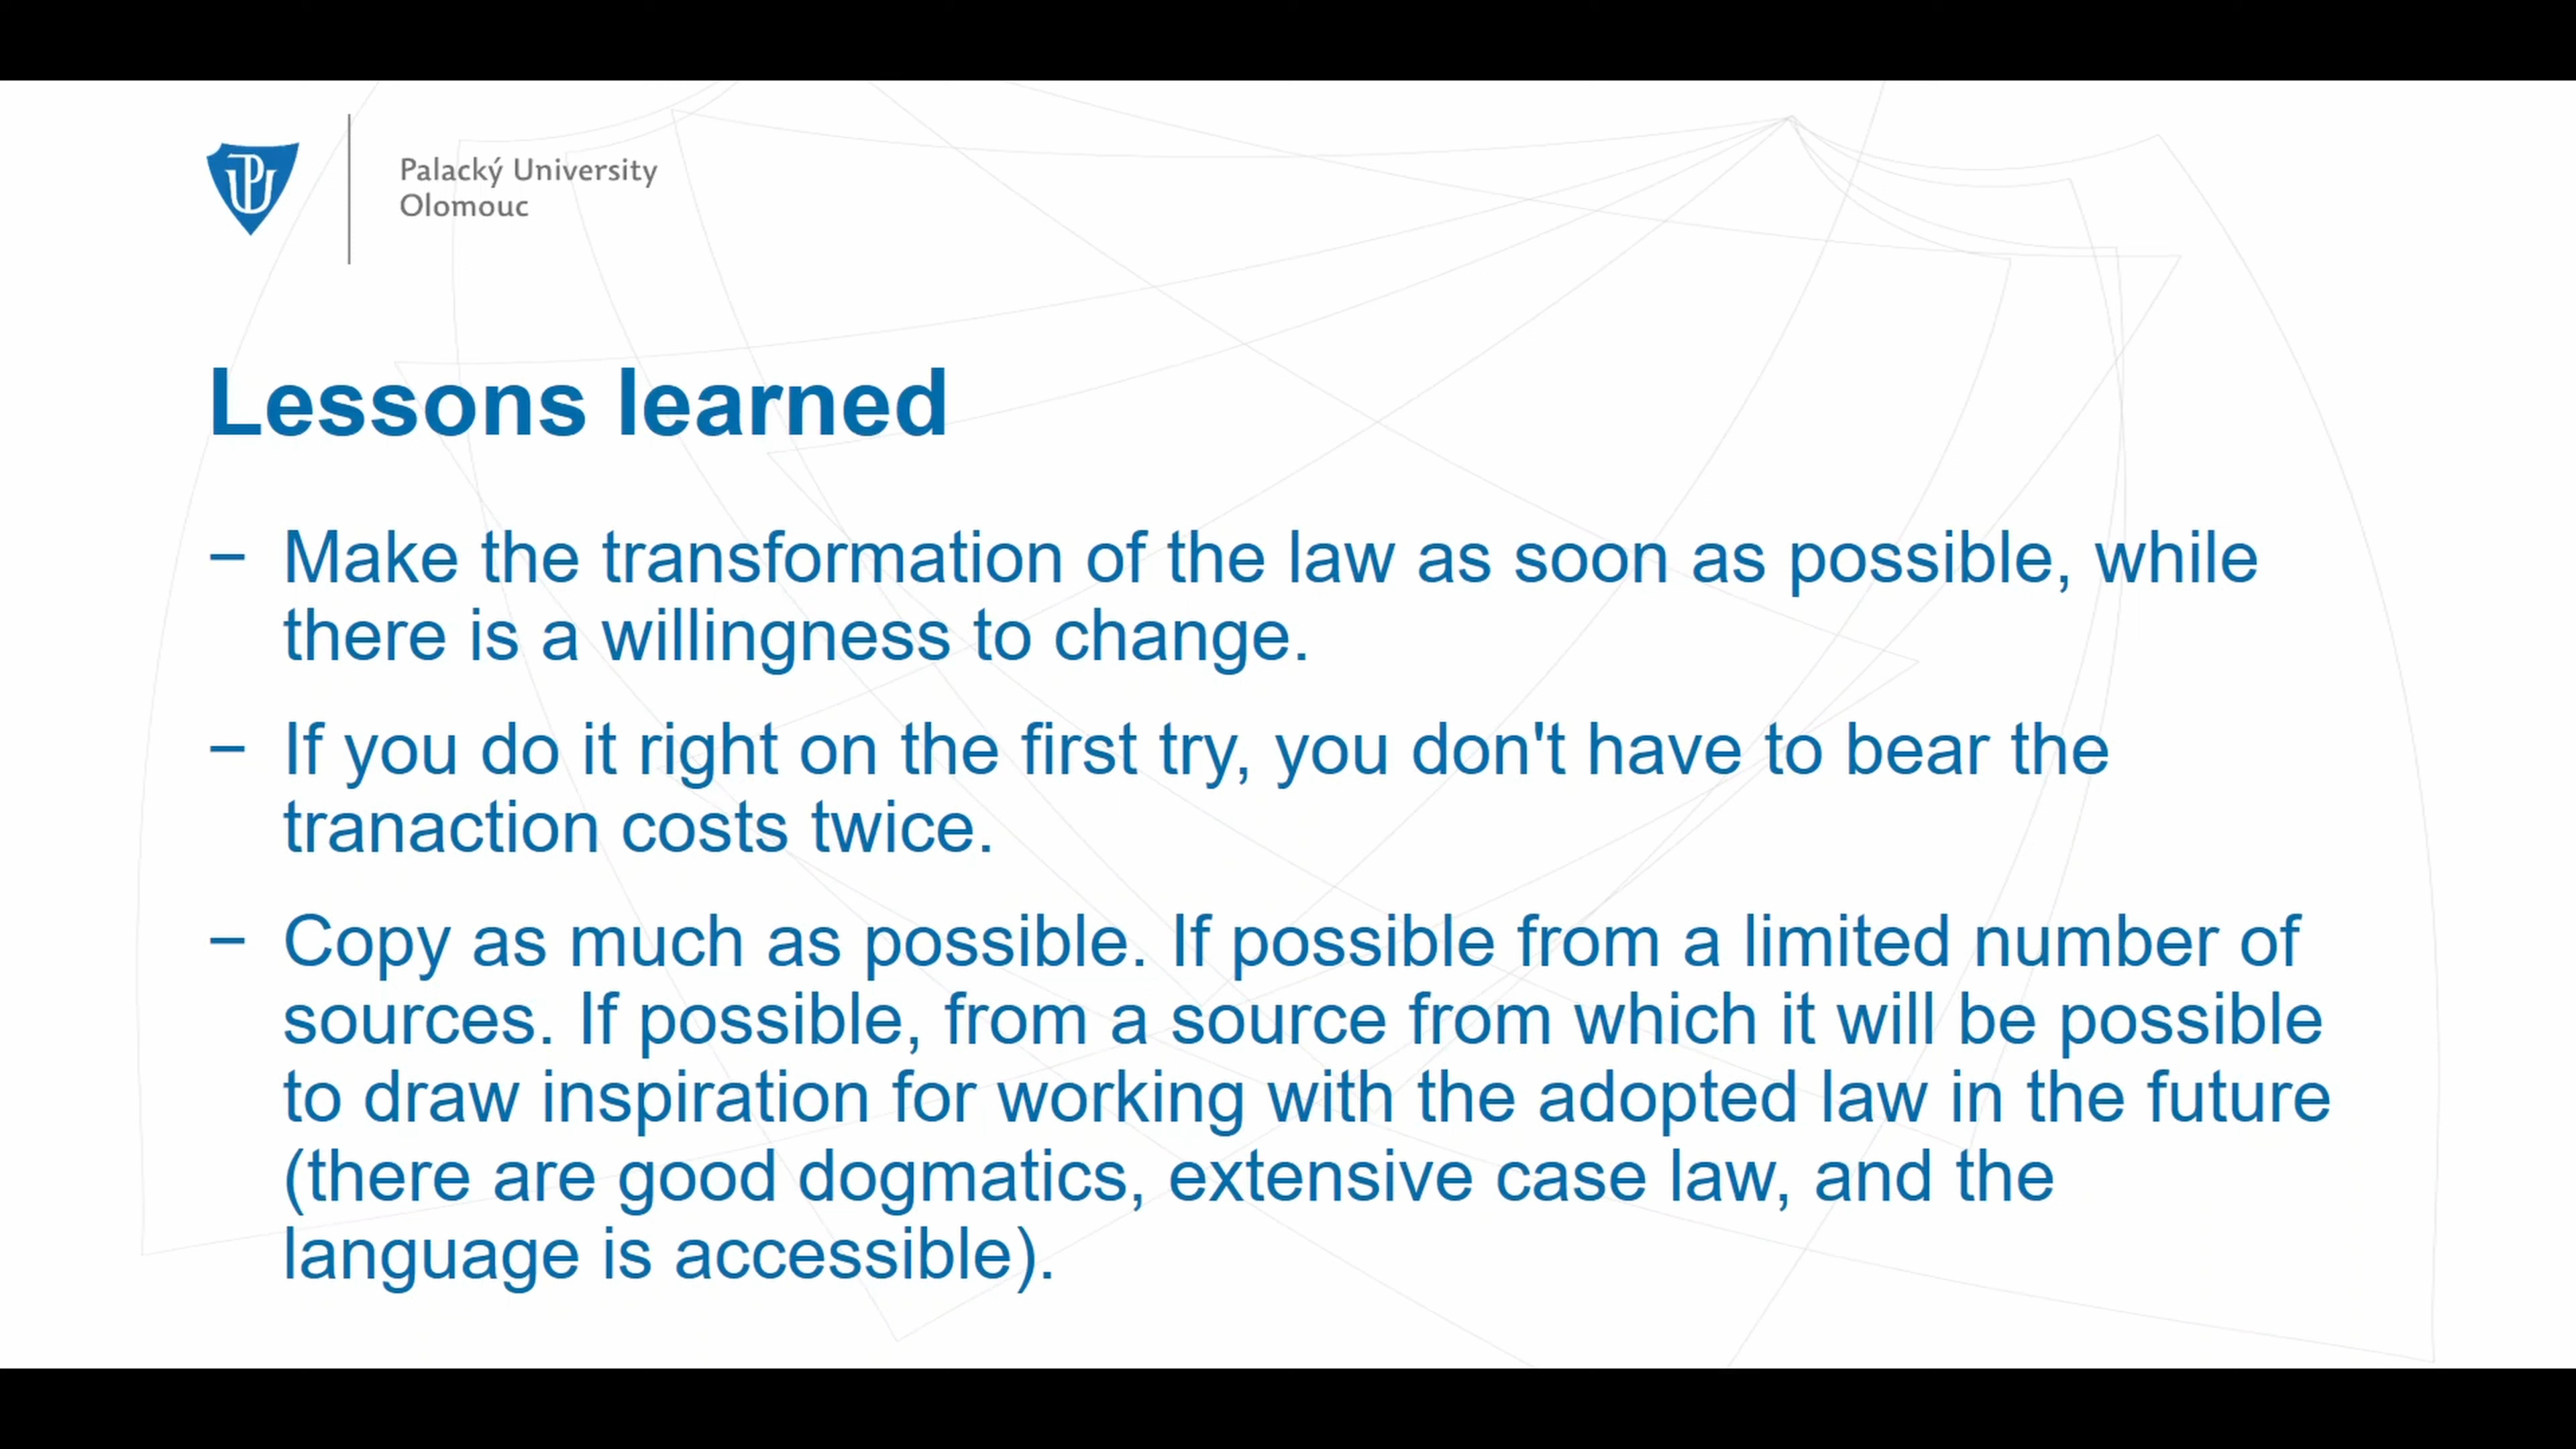 Palacký University
Olomouc
Lessons learned
− Make the transformation of the law as soon as possible, while
there is a willingness to change.
− If you do it right on the first try, you don't have to bear the
tranaction costs twice.
− Copy as much as possible. If possible from a limited number of
sources. If possible, from a source from which it will be possible
to draw inspiration for working with the adopted law in the future
(there are good dogmatics, extensive case law, and the
language is accessible).